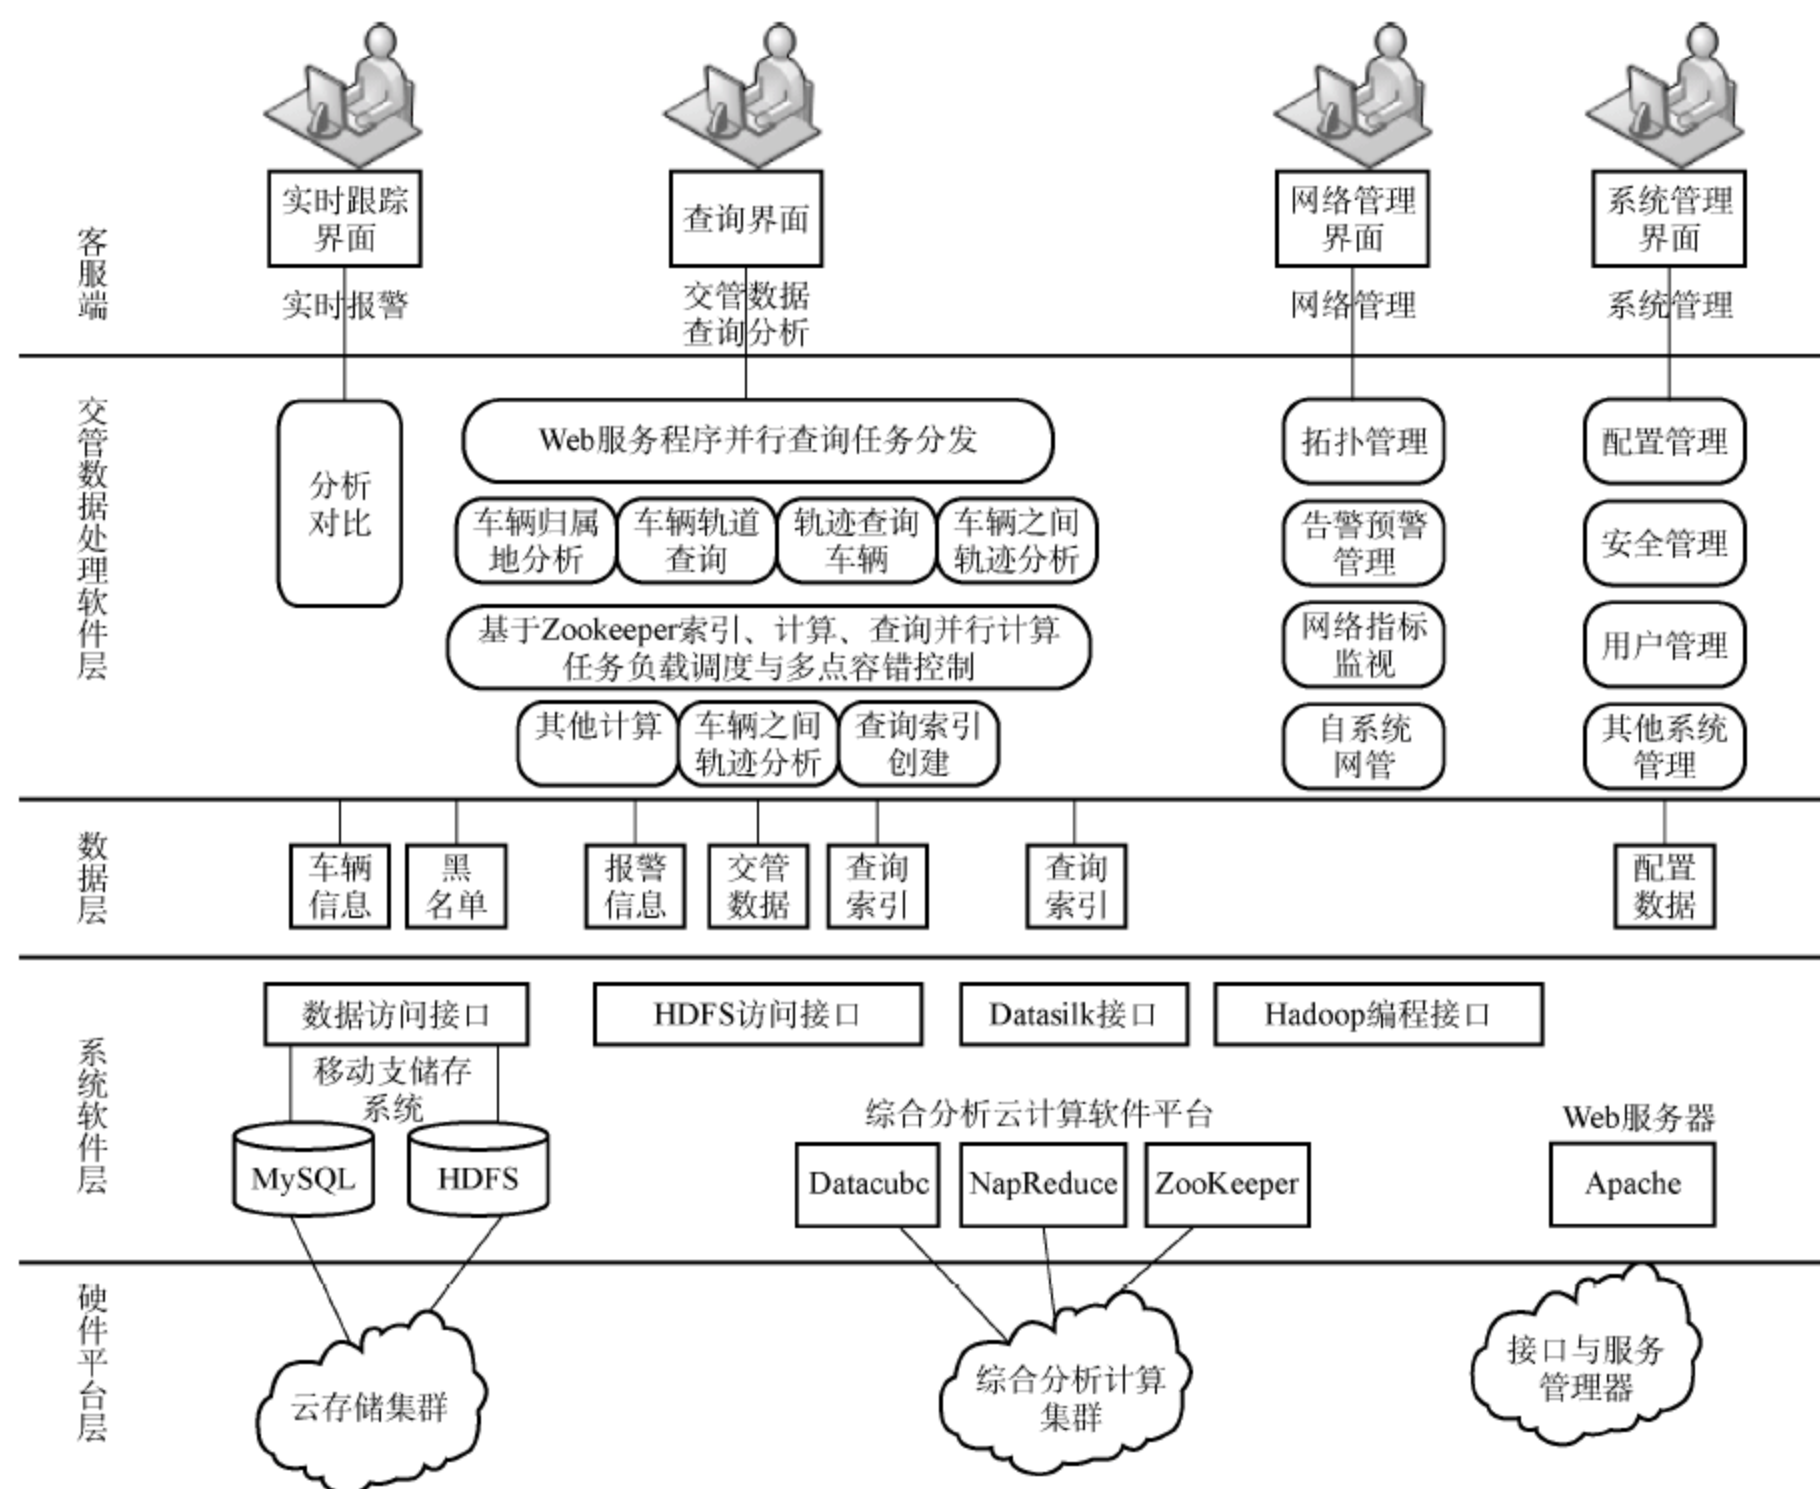 实时跟踪
界面
查询界面
网络管理
界面
系统管理
界面
客服端
实时报警
交管数据
查询分析
网络管理
系统管理
交管数据处理软件层
分析
对比
Web服务程序并行查询任务分发
车辆归属
地分析
车辆轨道
查询
轨迹查询
车辆
车辆之间
轨迹分析
基于Zookeeper索引、计算、查询并行计算
任务负载调度与多点容错控制
其他计算
车辆之间
轨迹分析
查询索引
创建
拓扑管理
告警预警
管理
网络指标
监视
自系统
网管
配置管理
安全管理
用户管理
其他系统
管理
数据层
车辆
信息
黑
名单
报警
信息
交管
数据
查询
索引
查询
索引
配置
数据
系统软件层
数据访问接口
HDFS访问接口
Datasilk接口
Hadoop编程接口
移动支储存
系统
MySQL
HDFS
综合分析云计算软件平台
Datacubc
NapReduce
ZooKeeper
Web服务器
Apache
硬件平台层
云存储集群
综合分析计算
集群
接口与服务
管理器